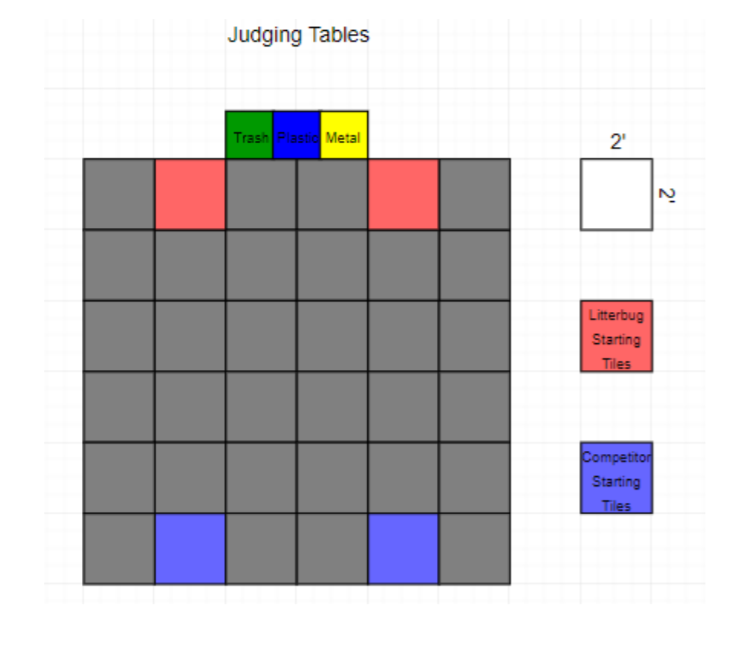 Judging Tables
Trash Plastic Metal
2'
2'
Litterbug
Starting
Tiles
Competitor
Starting
Tiles